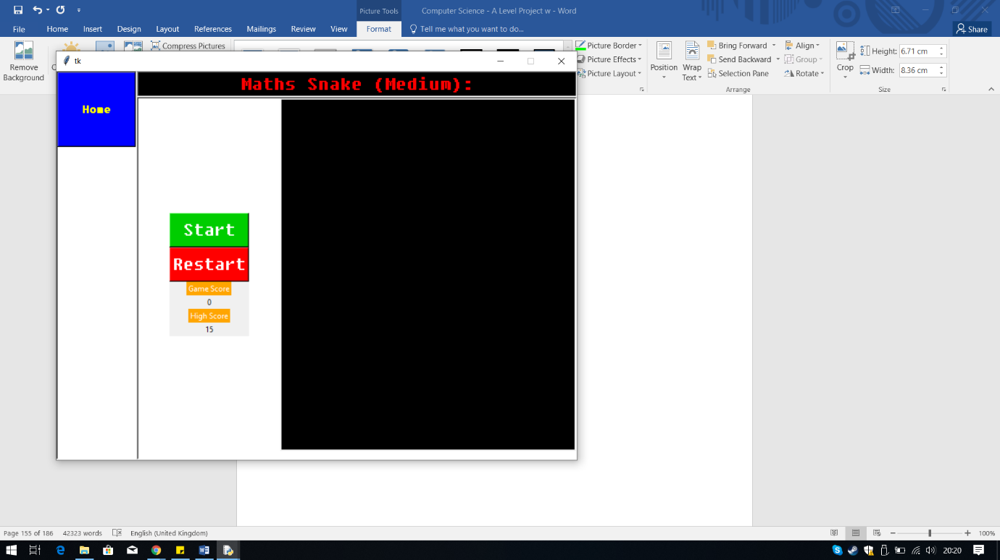 Picture Tools
Computer Science - A Level Project w - Word
File Home Insert Design Layout References Mailings Review View Format Tell me what you want to do... Share
Remove Background
Compress Pictures
Picture Border
Picture Effects
Picture Layout
Position
Wrap Text
Bring Forward
Send Backward
Selection Pane
Align
Group
Rotate
Arrange
Crop
Height: 6.71 cm
Width: 8.36 cm
Size
tk
Home
Maths Snake (Medium):
Start
Restart
Game Score
0
High Score
15
Page 155 of 186 42323 words English (United Kingdom) 100%
20:20